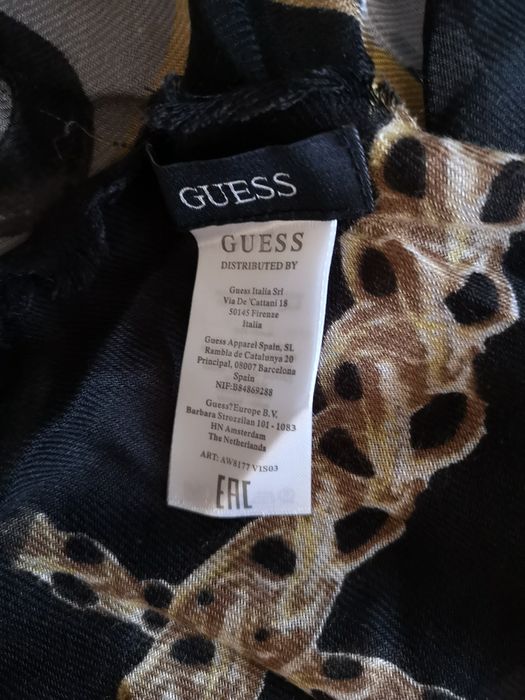 GUESS
GUESS
DISTRIBUTED BY
Guess Italia Srl
Via De 'Cattani 18
50145 Firenze
Italia
Guess Apparel Spain, SL
Rambla de Catalunya 20
Principal, 08007 Barcelona
Spain
NIF:B84869288
Guess?Europe B.V.
Barbara Strozzilan 101 - 1083
HN Amsterdam
The Netherlands
ART: AW8177 VIS03
EAC